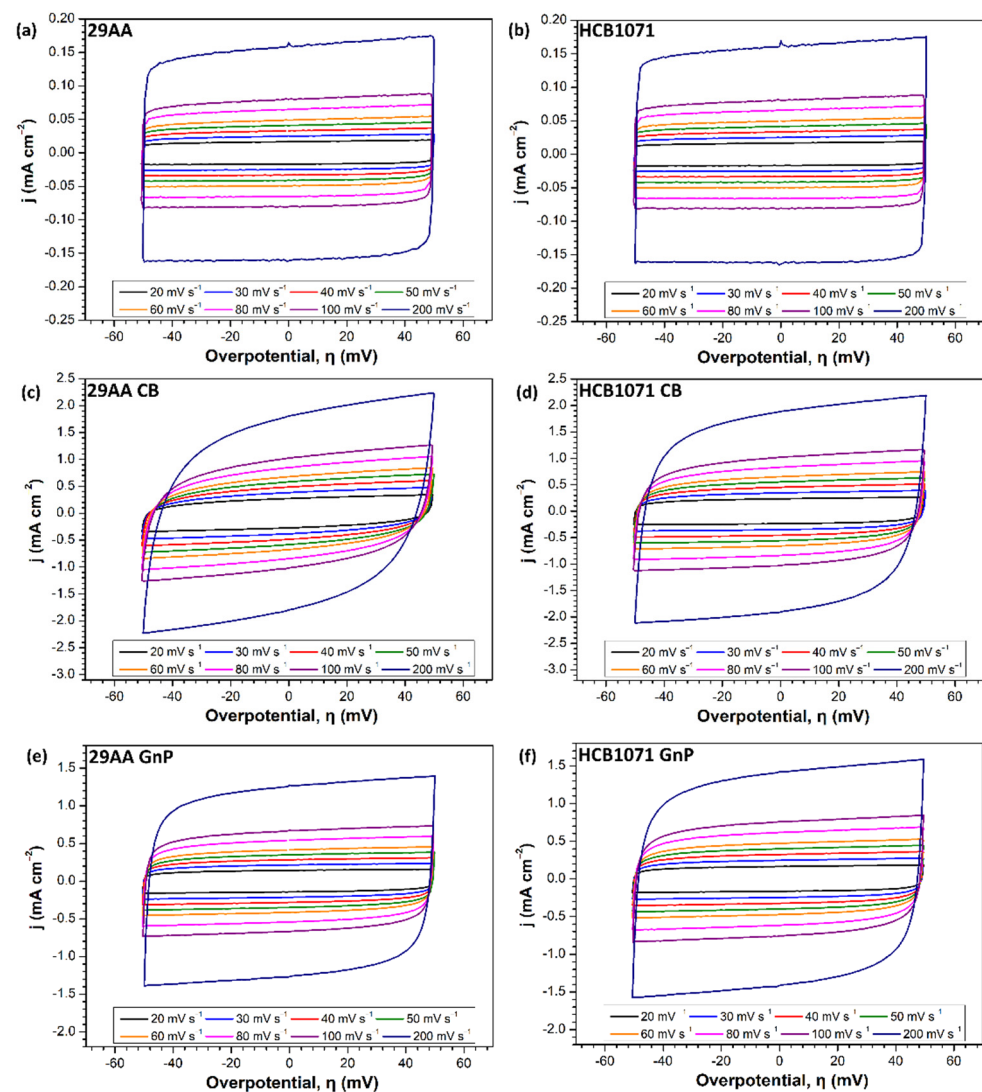 (a) 29AA
0.20
0.15
0.10
0.05
0.00
-0.05
-0.10
-0.15
-0.20
-0.25
j (mA cm⁻²)
20 mV s⁻¹ 30 mV s⁻¹ 40 mV s⁻¹ 50 mV s⁻¹
60 mV s⁻¹ 80 mV s⁻¹ 100 mV s⁻¹ 200 mV s⁻¹
-60 -40 -20 0 20 40 60
Overpotential, η (mV)
(b) HCB1071
0.20
0.15
0.10
0.05
0.00
-0.05
-0.10
-0.15
-0.20
-0.25
j (mA cm⁻²)
20 mV s⁻¹ 30 mV s⁻¹ 40 mV s⁻¹ 50 mV s⁻¹
60 mV s⁻¹ 80 mV s⁻¹ 100 mV s⁻¹ 200 mV s⁻¹
-60 -40 -20 0 20 40 60
Overpotential, η (mV)
(c) 29AA CB
2.5
2.0
1.5
1.0
0.5
0.0
-0.5
-1.0
-1.5
-2.0
-2.5
-3.0
j (mA cm⁻²)
20 mV s⁻¹ 30 mV s⁻¹ 40 mV s⁻¹ 50 mV s⁻¹
60 mV s⁻¹ 80 mV s⁻¹ 100 mV s⁻¹ 200 mV s⁻¹
-60 -40 -20 0 20 40 60
Overpotential, η (mV)
(d) HCB1071 CB
2.5
2.0
1.5
1.0
0.5
0.0
-0.5
-1.0
-1.5
-2.0
-2.5
-3.0
j (mA cm⁻²)
20 mV s⁻¹ 30 mV s⁻¹ 40 mV s⁻¹ 50 mV s⁻¹
60 mV s⁻¹ 80 mV s⁻¹ 100 mV s⁻¹ 200 mV s⁻¹
-60 -40 -20 0 20 40 60
Overpotential, η (mV)
(e) 29AA GnP
1.5
1.0
0.5
0.0
-0.5
-1.0
-1.5
-2.0
j (mA cm⁻²)
20 mV s⁻¹ 30 mV s⁻¹ 40 mV s⁻¹ 50 mV s⁻¹
60 mV s⁻¹ 80 mV s⁻¹ 100 mV s⁻¹ 200 mV s⁻¹
-60 -40 -20 0 20 40 60
Overpotential, η (mV)
(f) HCB1071 GnP
1.5
1.0
0.5
0.0
-0.5
-1.0
-1.5
-2.0
j (mA cm⁻²)
20 mV ⁻¹ 30 mV s⁻¹ 40 mV s⁻¹ 50 mV s⁻¹
60 mV s⁻¹ 80 mV s⁻¹ 100 mV s⁻¹ 200 mV s⁻¹
-60 -40 -20 0 20 40 60
Overpotential, η (mV)